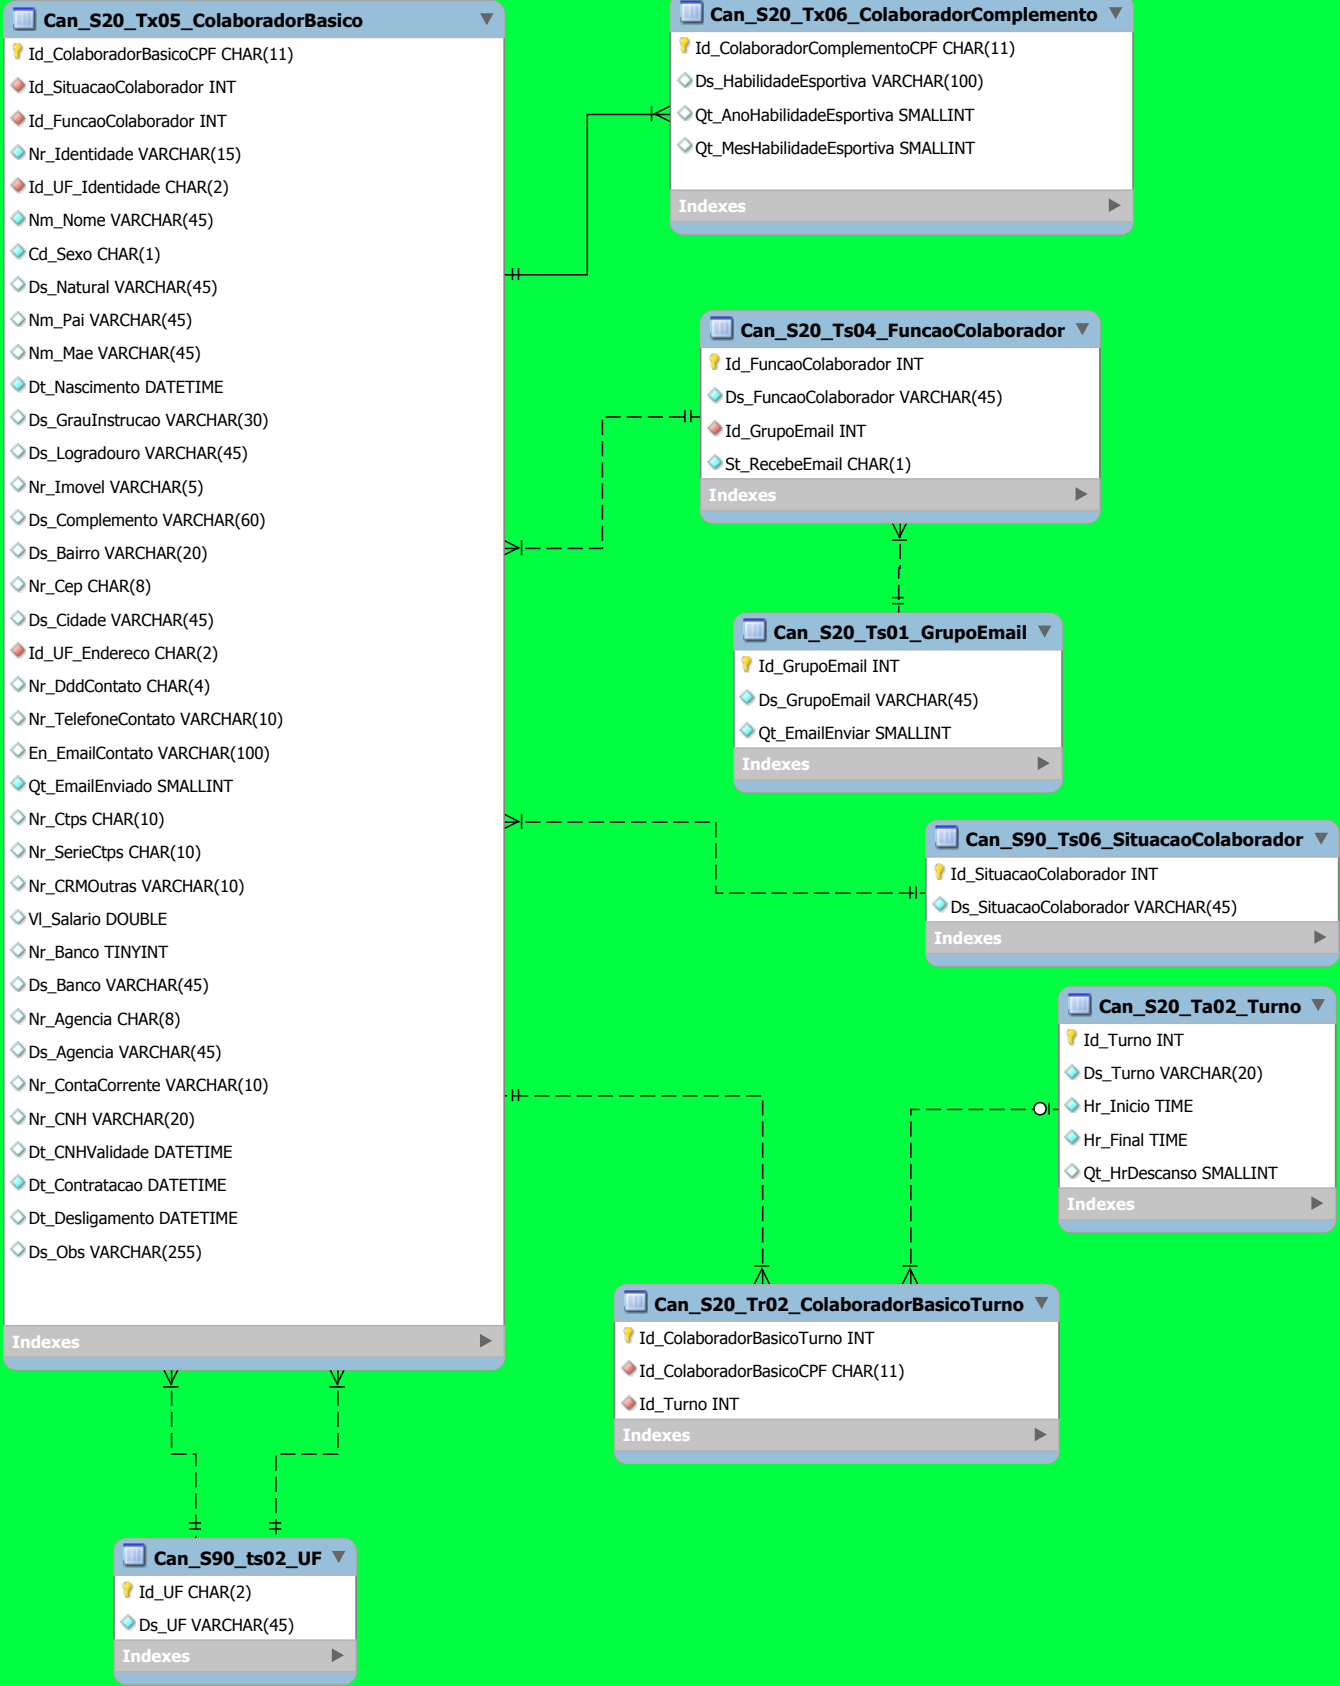 Can_S20_Tx05_ColaboradorBasico
Id_ColaboradorBasicoCPF CHAR(11)
Id_SituacaoColaborador INT
Id_FuncaoColaborador INT
Nr_Identidade VARCHAR(15)
Id_UF_Identidade CHAR(2)
Nm_Nome VARCHAR(45)
Cd_Sexo CHAR(1)
Ds_Natural VARCHAR(45)
Nm_Pai VARCHAR(45)
Nm_Mae VARCHAR(45)
Dt_Nascimento DATETIME
Ds_GrauInstrucao VARCHAR(30)
Ds_Logradouro VARCHAR(45)
Nr_Imovel VARCHAR(5)
Ds_Complemento VARCHAR(60)
Ds_Bairro VARCHAR(20)
Nr_Cep CHAR(8)
Ds_Cidade VARCHAR(45)
Id_UF_Endereco CHAR(2)
Nr_DddContato CHAR(4)
Nr_TelefoneContato VARCHAR(10)
En_EmailContato VARCHAR(100)
Qt_EmailEnviado SMALLINT
Nr_Ctps CHAR(10)
Nr_SerieCtps CHAR(10)
Nr_CRMOutras VARCHAR(10)
Vl_Salario DOUBLE
Nr_Banco TINYINT
Ds_Banco VARCHAR(45)
Nr_Agencia CHAR(8)
Ds_Agencia VARCHAR(45)
Nr_ContaCorrente VARCHAR(10)
Nr_CNH VARCHAR(20)
Dt_CNHValidade DATETIME
Dt_Contratacao DATETIME
Dt_Desligamento DATETIME
Ds_Obs VARCHAR(255)
Indexes
Can_S20_Tx06_ColaboradorComplemento
Id_ColaboradorComplementoCPF CHAR(11)
Ds_HabilidadeEsportiva VARCHAR(100)
Qt_AnoHabilidadeEsportiva SMALLINT
Qt_MesHabilidadeEsportiva SMALLINT
Indexes
Can_S20_Ts04_FuncaoColaborador
Id_FuncaoColaborador INT
Ds_FuncaoColaborador VARCHAR(45)
Id_GrupoEmail INT
St_RecebeEmail CHAR(1)
Indexes
Can_S20_Ts01_GrupoEmail
Id_GrupoEmail INT
Ds_GrupoEmail VARCHAR(45)
Qt_EmailEnviar SMALLINT
Indexes
Can_S90_Ts06_SituacaoColaborador
Id_SituacaoColaborador INT
Ds_SituacaoColaborador VARCHAR(45)
Indexes
Can_S20_Ta02_Turno
Id_Turno INT
Ds_Turno VARCHAR(20)
Hr_Inicio TIME
Hr_Final TIME
Qt_HrDescanso SMALLINT
Indexes
Can_S20_Tr02_ColaboradorBasicoTurno
Id_ColaboradorBasicoTurno INT
Id_ColaboradorBasicoCPF CHAR(11)
Id_Turno INT
Indexes
Can_S90_ts02_UF
Id_UF CHAR(2)
Ds_UF VARCHAR(45)
Indexes